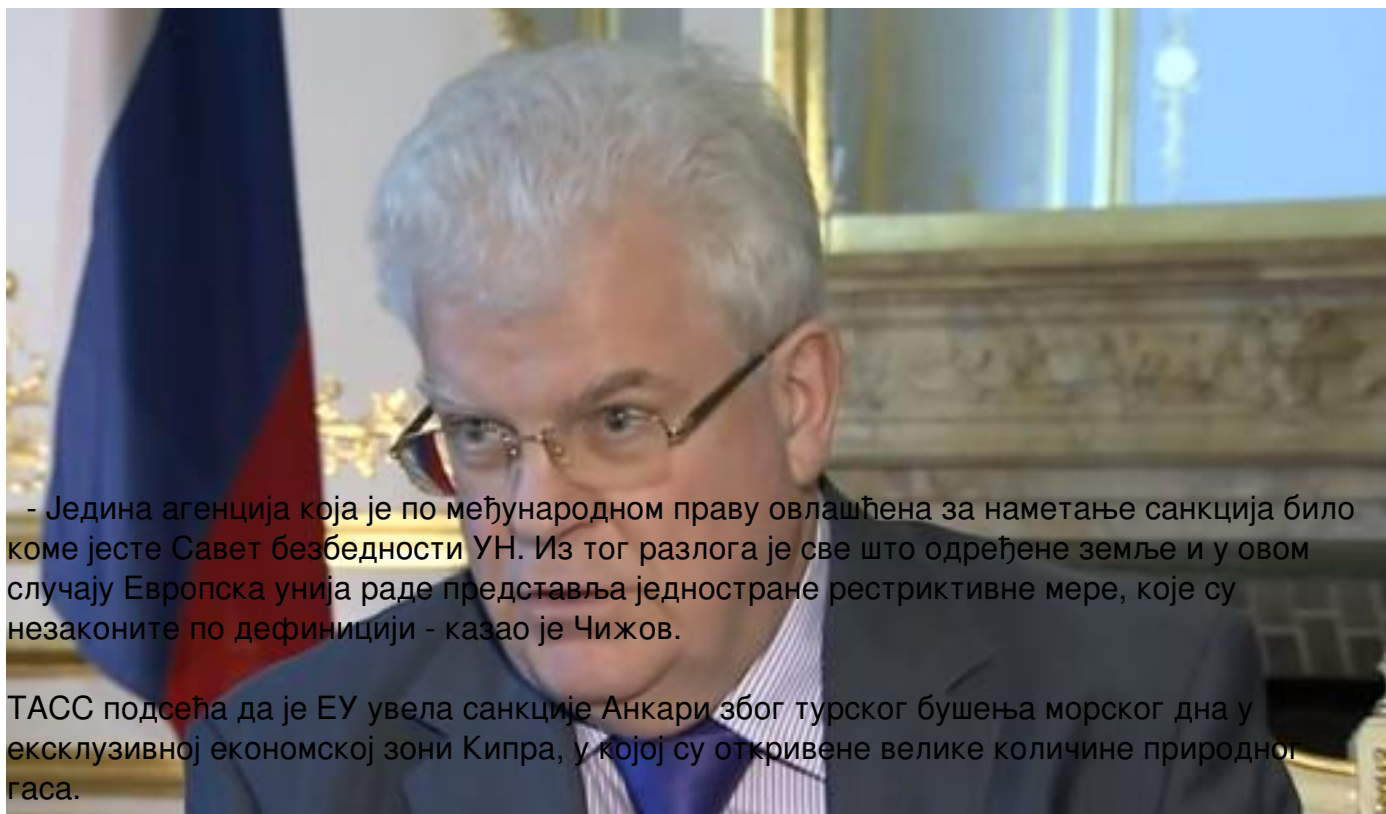 - Једина агенција која је по међународном праву овлашћена за наметање санкција било
коме јесте Савет безбедности УН. Из тог разлога је све што одређене земље и у овом
случају Европска унија раде представља једностране рестриктивне мере, које су
незаконите по дефиницији - казао је Чижов.
ТАСС подсећа да је ЕУ увела санкције Анкари због турског бушења морског дна у
ексклузивној економској зони Кипра, у којој су откривене велике количине природног
гаса.